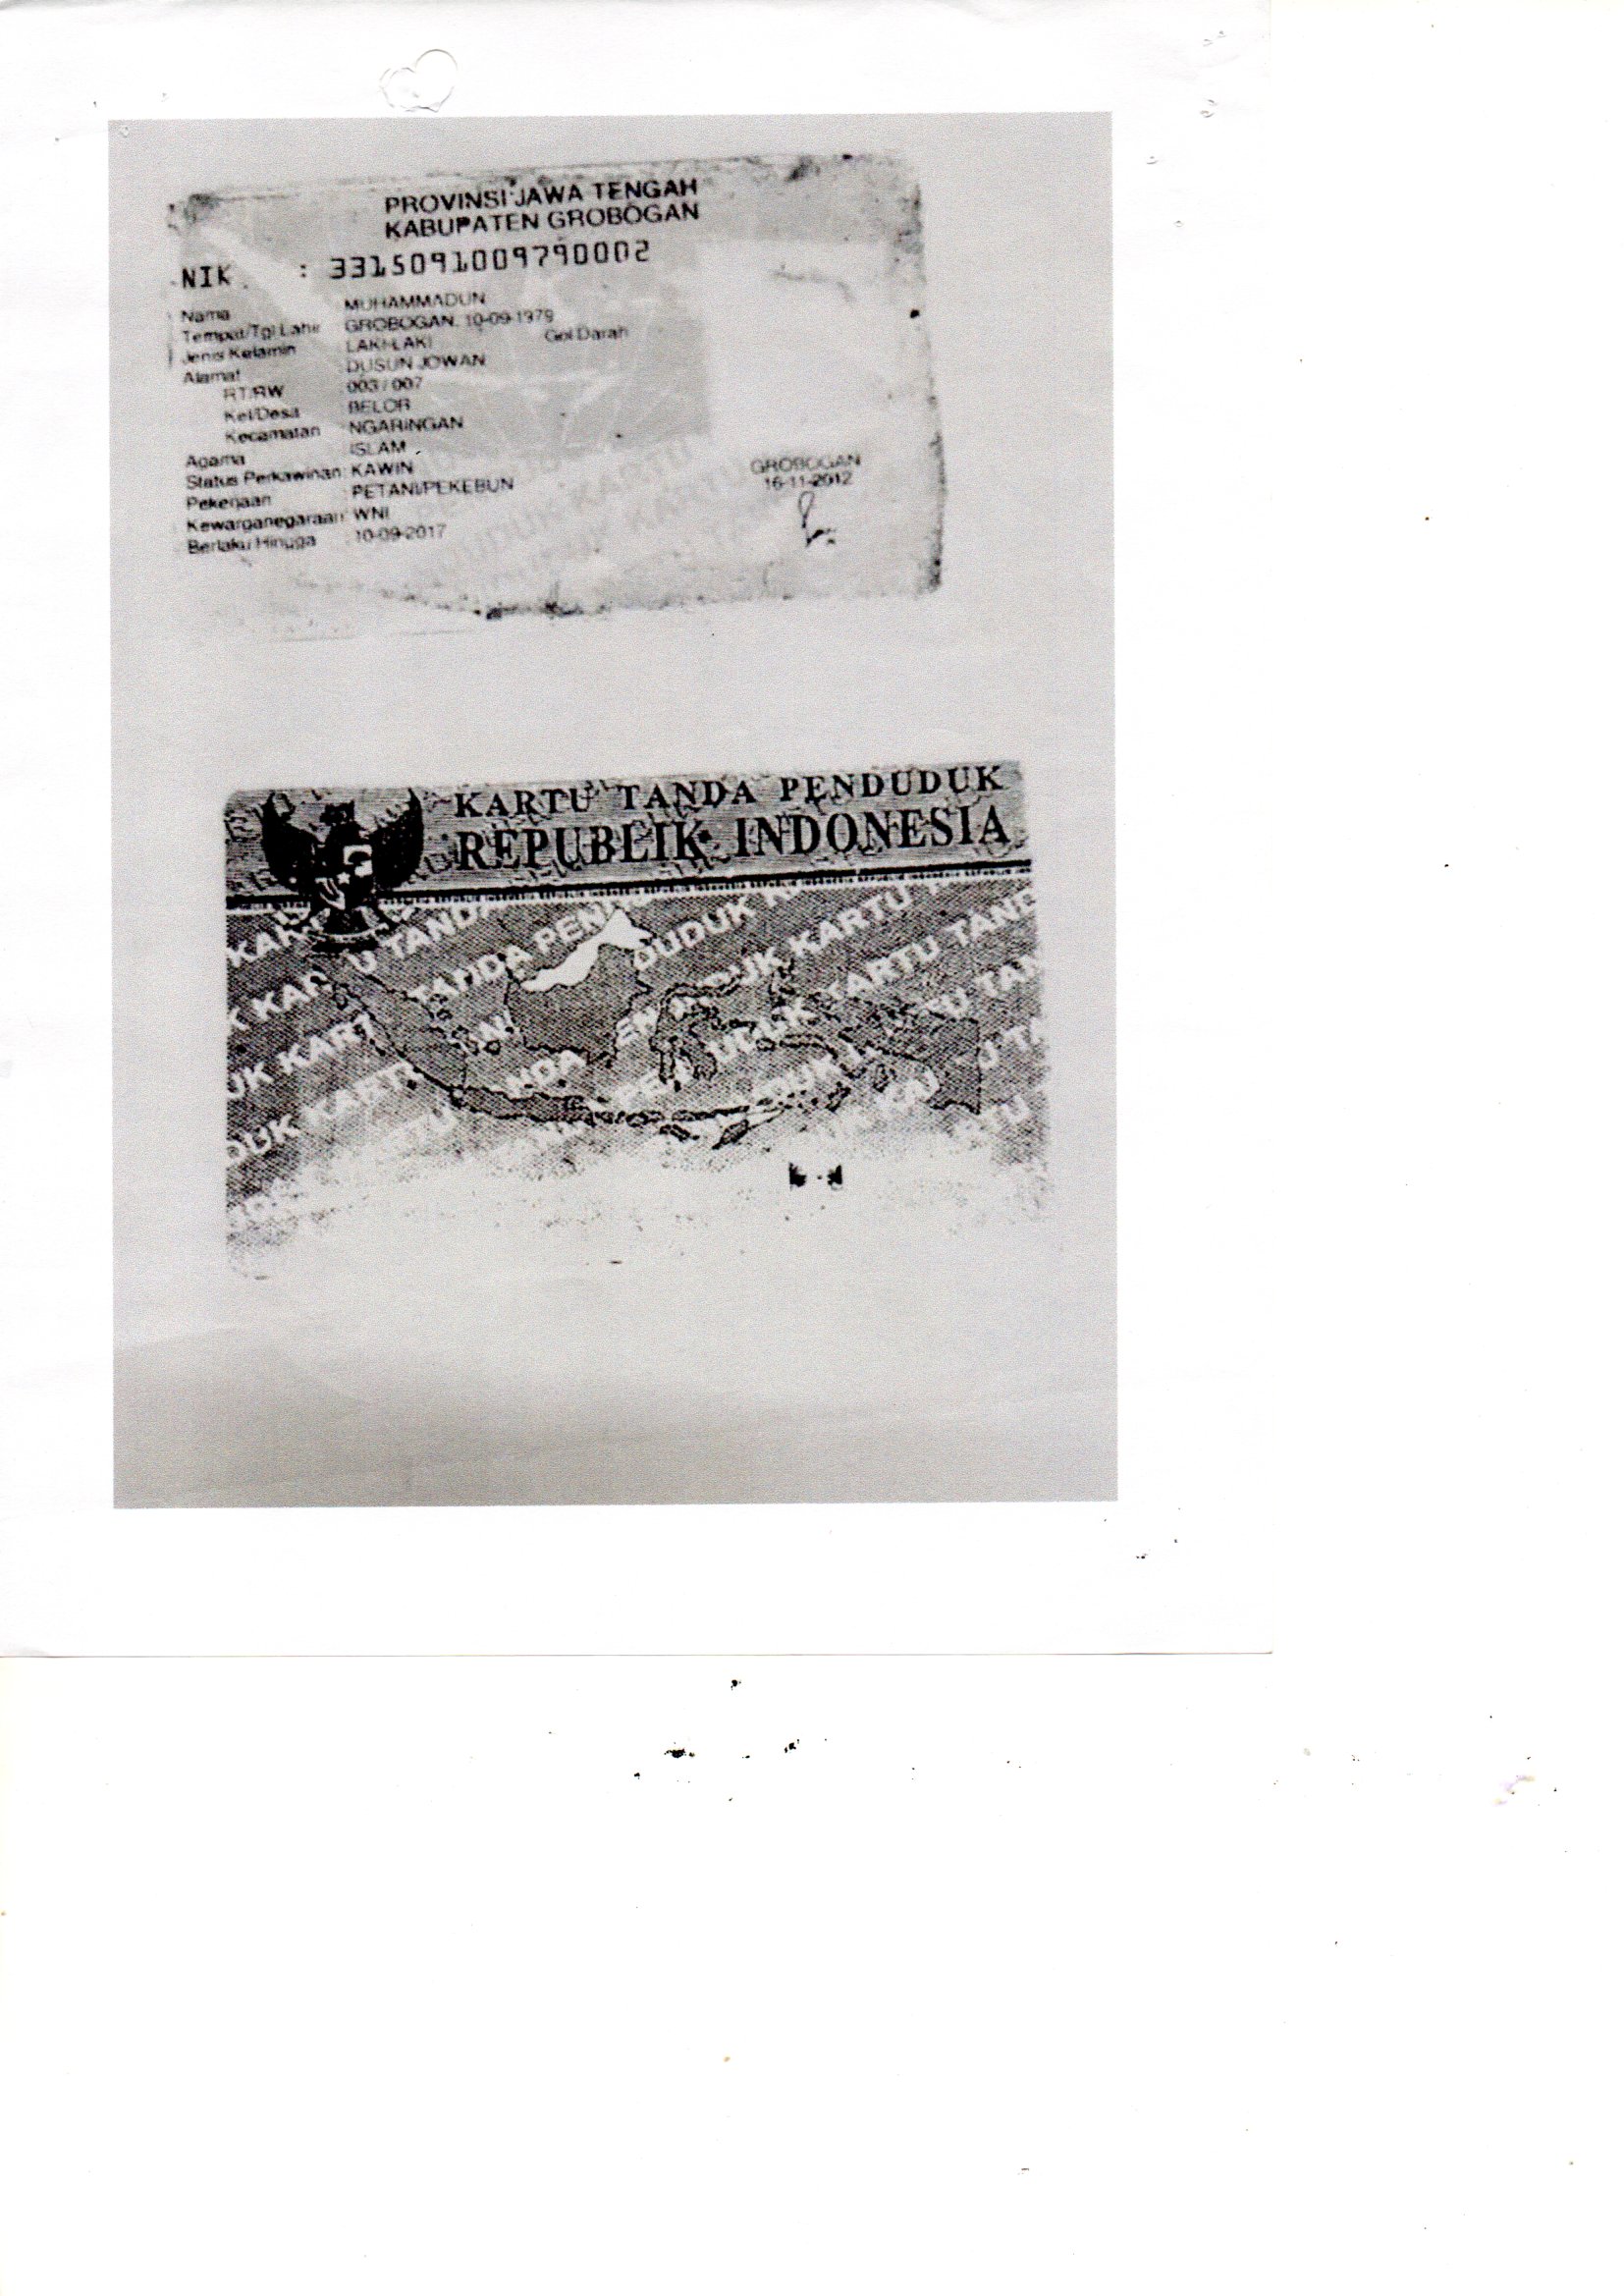 PROVINSI JAWA TENGAH
KABUPATEN GROBOGAN
NIK : 3315091009790002
Nama MUHAMMADUN
Tempat/Tgl Lahir GROBOGAN, 10-09-1979
Jenis Kelamin LAKI-LAKI Gol Darah
Alamat DUSUN JOWAN
RT/RW 003 / 007
Kel/Desa BELOR
Kecamatan NGARINGAN
Agama ISLAM
Status Perkawinan: KAWIN
Pekerjaan PETANI/PEKEBUN
Kewarganegaraan: WNI
Berlaku Hingga 10-09-2017
GROBOGAN
16-11-2012
KARTU TANDA PENDUDUK
REPUBLIK INDONESIA